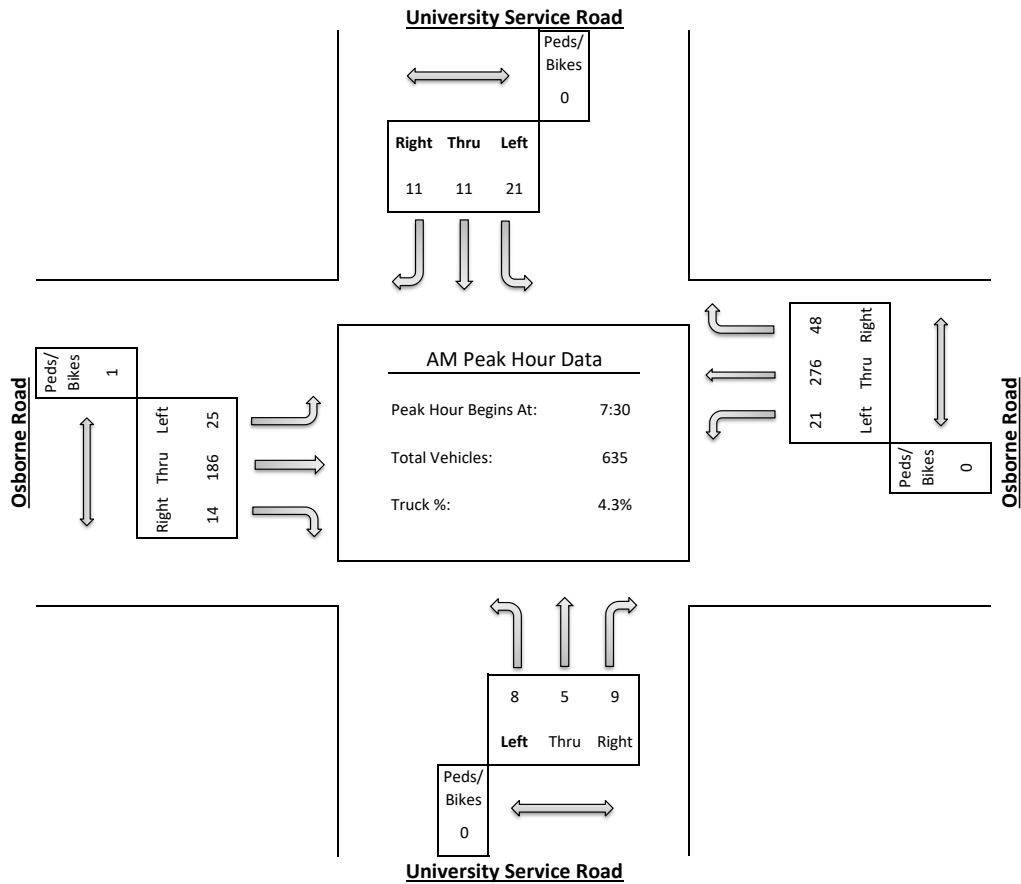 University Service Road
Peds/
Bikes
0
Right Thru Left
11 11 21
Osborne Road
Peds/
Bikes
1
Left 25
Thru 186
Right 14
AM Peak Hour Data
Peak Hour Begins At: 7:30
Total Vehicles: 635
Truck %: 4.3%
48 Right
276 Thru
21 Left
Peds/
Bikes
0
Osborne Road
8 5 9
Left Thru Right
Peds/
Bikes
0
University Service Road